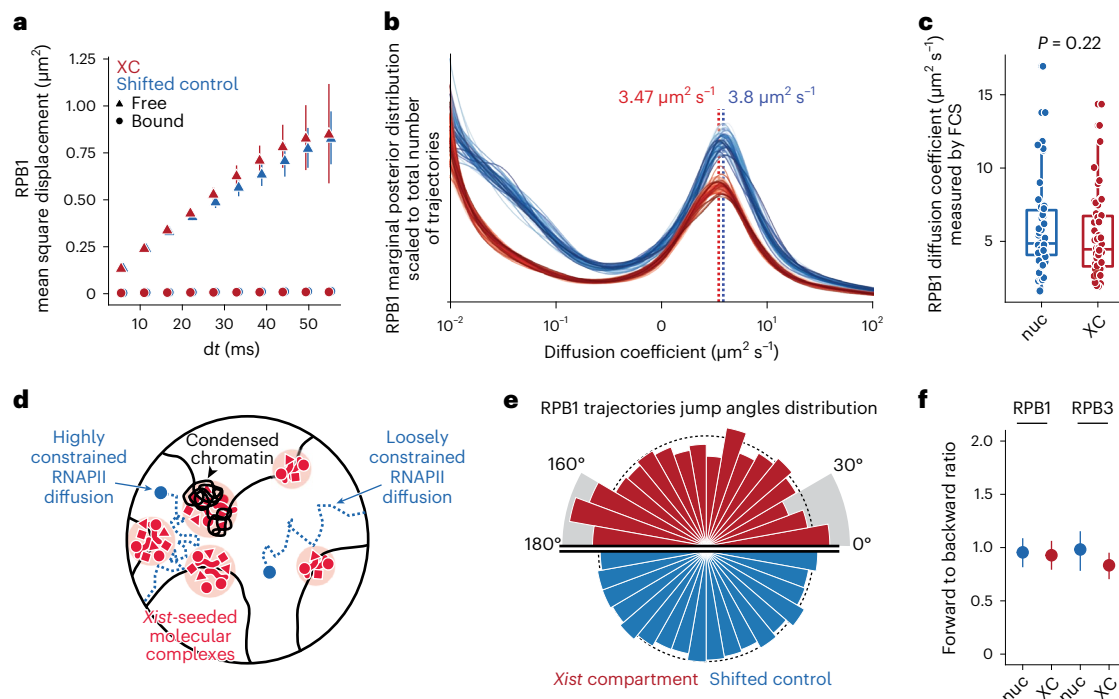 a
RPB1
mean square displacement (µm²)
1.25
1.00
0.75
0.50
0.25
0
XC
Shifted control
Free
Bound
10 20 30 40 50
dt (ms)
b
RPB1 marginal posterior distribution
scaled to total number
of trajectories
3.47 µm² s⁻¹ 3.8 µm² s⁻¹
10⁻² 10⁻¹ 0 10¹ 10²
Diffusion coefficient (µm² s⁻¹)
c
RPB1 diffusion coefficient (µm² s⁻¹)
measured by FCS
P = 0.22
15
10
5
nuc XC
d
Highly
constrained
RNAPII
diffusion
Condensed
chromatin
Loosely
constrained
RNAPII
diffusion
Xist-seeded
molecular
complexes
e
RPB1 trajectories jump angles distribution
160° 30°
180° 0°
Xist compartment Shifted control
f
RPB1 RPB3
Forward to backward ratio
2.0
1.5
1.0
0.5
0
nuc XC nuc XC